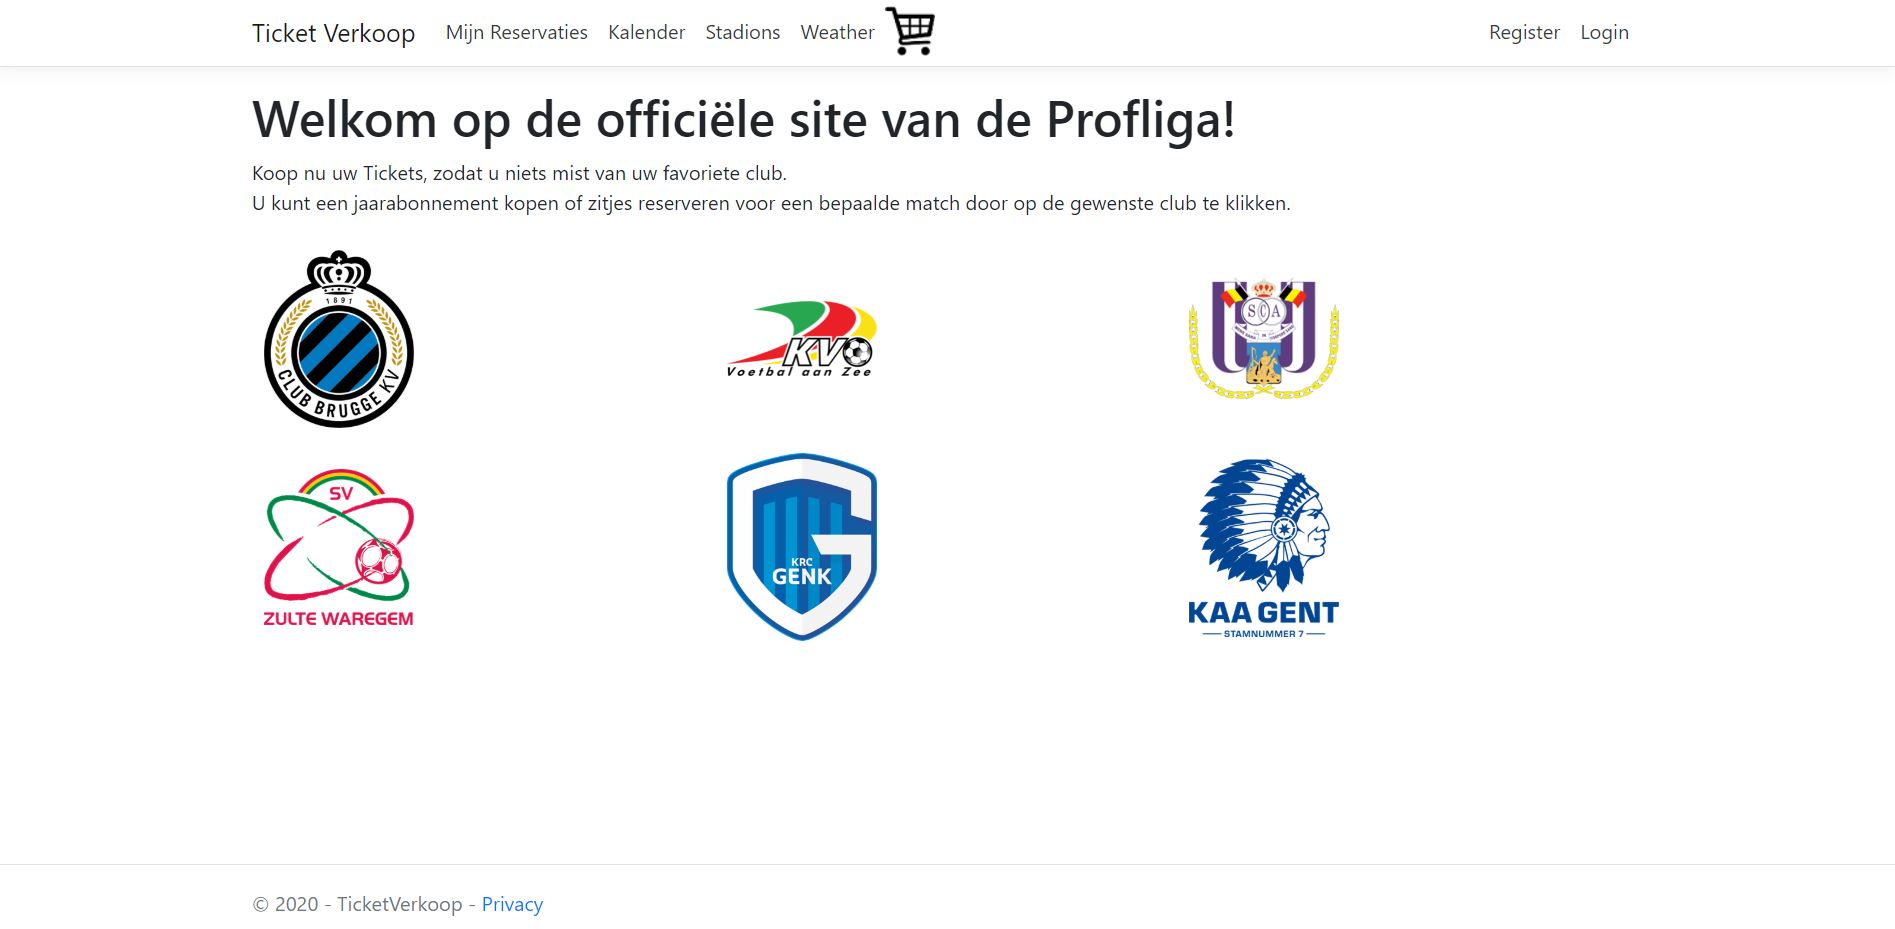 Ticket Verkoop Mijn Reservaties Kalender Stadions Weather Register Login
Welkom op de officiële site van de Profliga!
Koop nu uw Tickets, zodat u niets mist van uw favoriete club.
U kunt een jaarabonnement kopen of zitjes reserveren voor een bepaalde match door op de gewenste club te klikken.
1891
CLUB BRUGGE KV
KVO
Voetbal aan Zee
SCA
SV
ZULTE WAREGEM
KRC
GENK
KAA GENT
STAMNUMMER 7
© 2020 - TicketVerkoop - Privacy